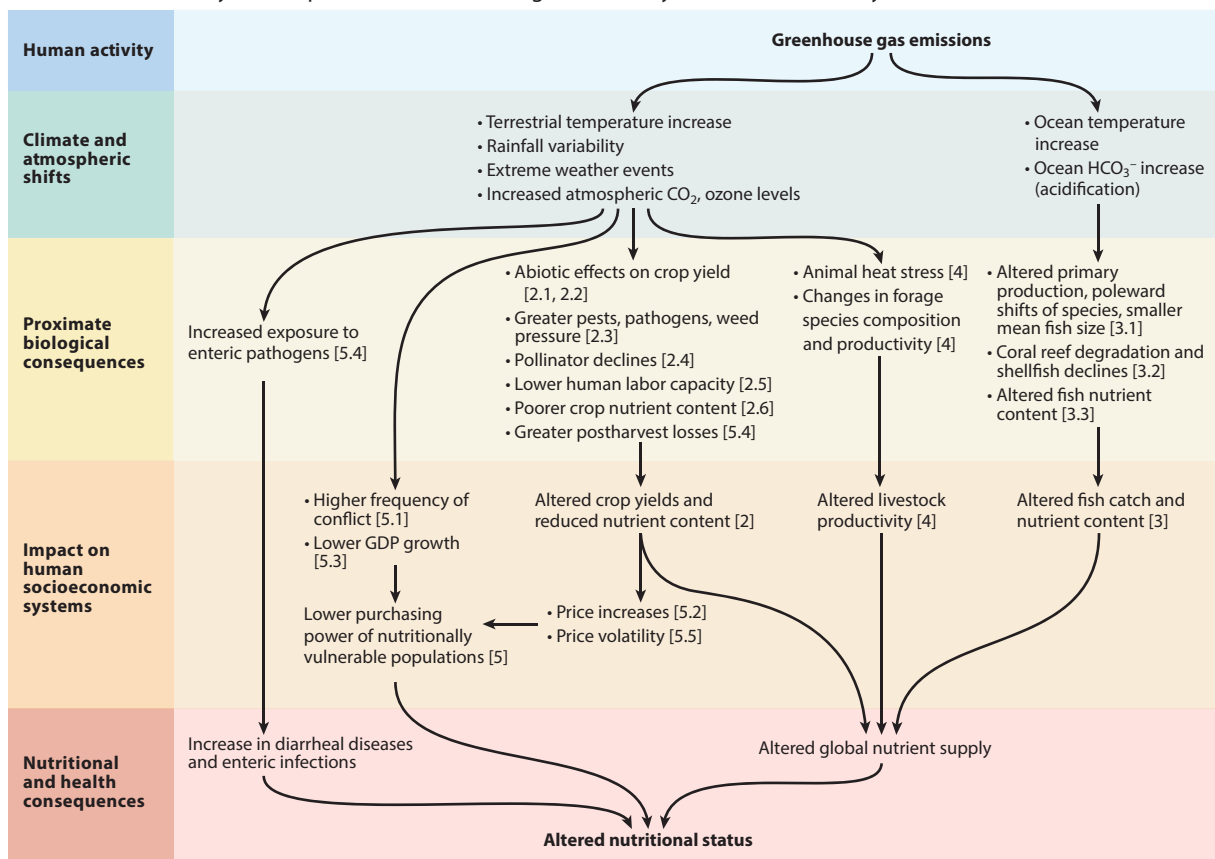 Human activity
Greenhouse gas emissions
Climate and
atmospheric
shifts
• Terrestrial temperature increase
• Rainfall variability
• Extreme weather events
• Increased atmospheric CO₂, ozone levels
• Ocean temperature
increase
• Ocean HCO₃⁻ increase
(acidification)
Proximate
biological
consequences
Increased exposure to
enteric pathogens [5.4]
• Abiotic effects on crop yield
[2.1, 2.2]
• Greater pests, pathogens, weed
pressure [2.3]
• Pollinator declines [2.4]
• Lower human labor capacity [2.5]
• Poorer crop nutrient content [2.6]
• Greater postharvest losses [5.4]
• Animal heat stress [4]
• Changes in forage
species composition
and productivity [4]
• Altered primary
production, poleward
shifts of species, smaller
mean fish size [3.1]
• Coral reef degradation and
shellfish declines [3.2]
• Altered fish nutrient
content [3.3]
Impact on
human
socioeconomic
systems
• Higher frequency of
conflict [5.1]
• Lower GDP growth
[5.3]
Altered crop yields and
reduced nutrient content [2]
Altered livestock
productivity [4]
Altered fish catch and
nutrient content [3]
Lower purchasing
power of nutritionally
vulnerable populations [5]
• Price increases [5.2]
• Price volatility [5.5]
Nutritional
and health
consequences
Increase in diarrheal diseases
and enteric infections
Altered global nutrient supply
Altered nutritional status